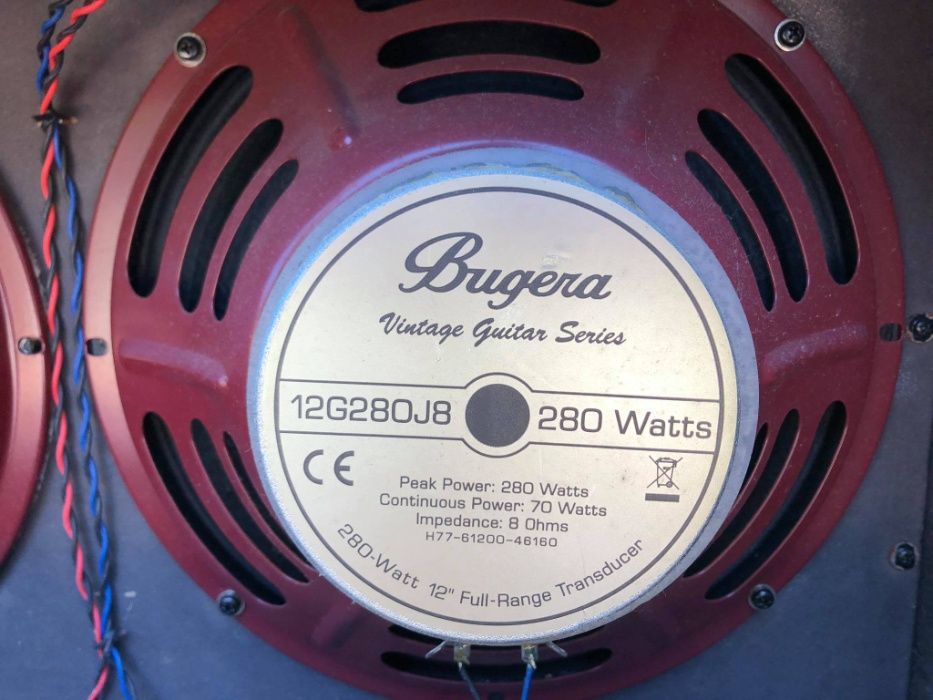 Bugera
Vintage Guitar Series
12G280J8 280 Watts
CE
Peak Power: 280 Watts
Continuous Power: 70 Watts
Impedance: 8 Ohms
H77-61200-46160
280-Watt 12" Full-Range Transducer